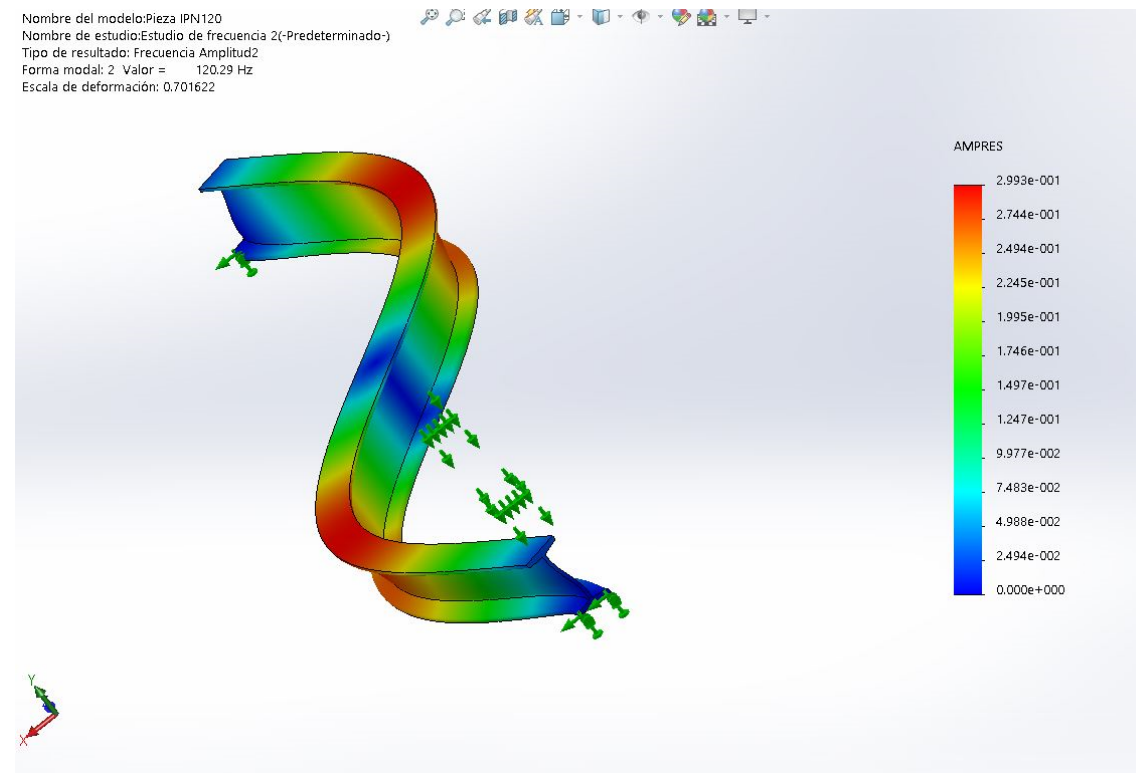 Nombre del modelo:Pieza IPN120
Nombre de estudio:Estudio de frecuencia 2(-Predeterminado-)
Tipo de resultado: Frecuencia Amplitud2
Forma modal: 2 Valor = 120.29 Hz
Escala de deformación: 0.701622
AMPRES
2.993e-001
2.744e-001
2.494e-001
2.245e-001
1.995e-001
1.746e-001
1.497e-001
1.247e-001
9.977e-002
7.483e-002
4.988e-002
2.494e-002
0.000e+000
Y
X